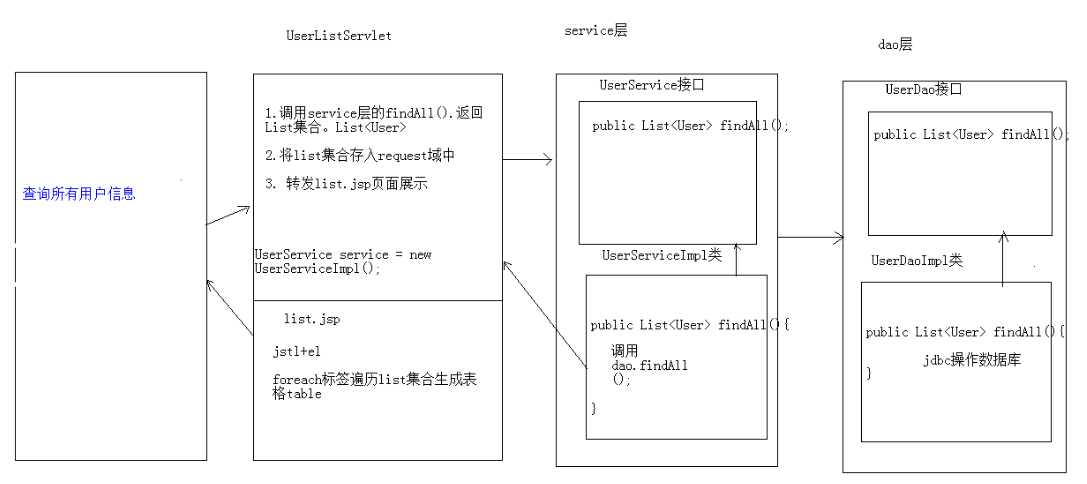 查询所有用户信息
UserListServlet
1.调用service层的findAll().返回
List集合。List<User>
2.将list集合存入request域中
3. 转发list.jsp页面展示
UserService service = new
UserServiceImpl();
list.jsp
jstl+el
foreach标签遍历list集合生成表
格table
service层
UserService接口
public List<User> findAll();
UserServiceImpl类
public List<User> findAll(){
调用
dao.findAll
();
}
dao层
UserDao接口
public List<User> findAll();
UserDaoImpl类
public List<User> findAll(){
jdbc操作数据库
}